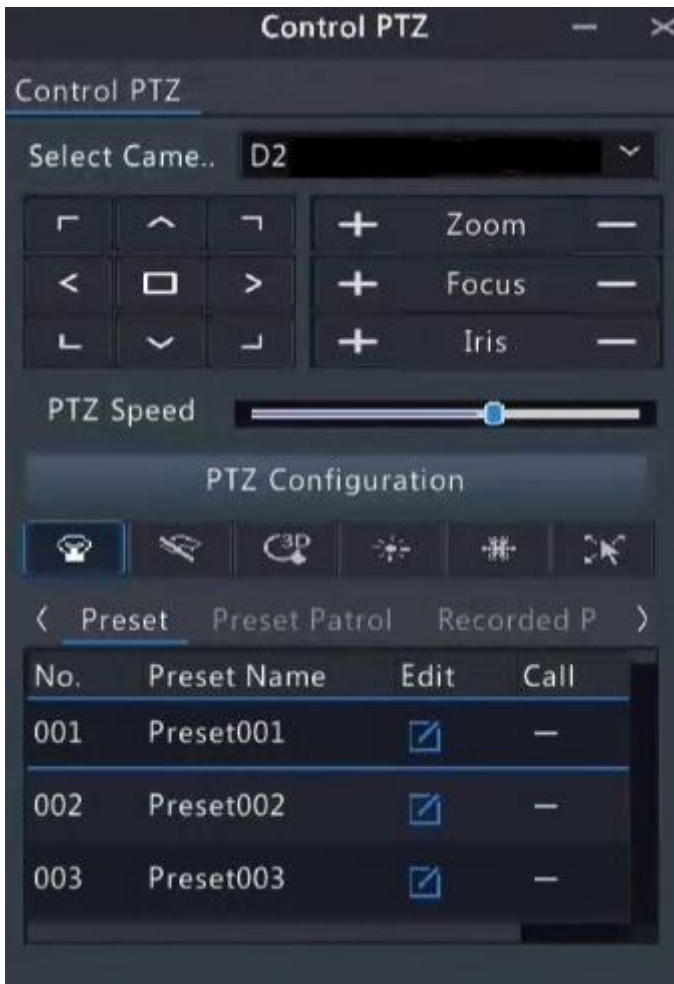 Control PTZ
Control PTZ
Select Came.. D2
Zoom
Focus
Iris
PTZ Speed
PTZ Configuration
3D
Preset Preset Patrol Recorded P
No. Preset Name Edit Call
001 Preset001
002 Preset002
003 Preset003